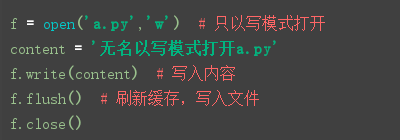 f = open('a.py','w')  # 只以写模式打开
content = '无名以写模式打开a.py'
f.write(content)  # 写入内容
f.flush()  # 刷新缓存，写入文件
f.close()